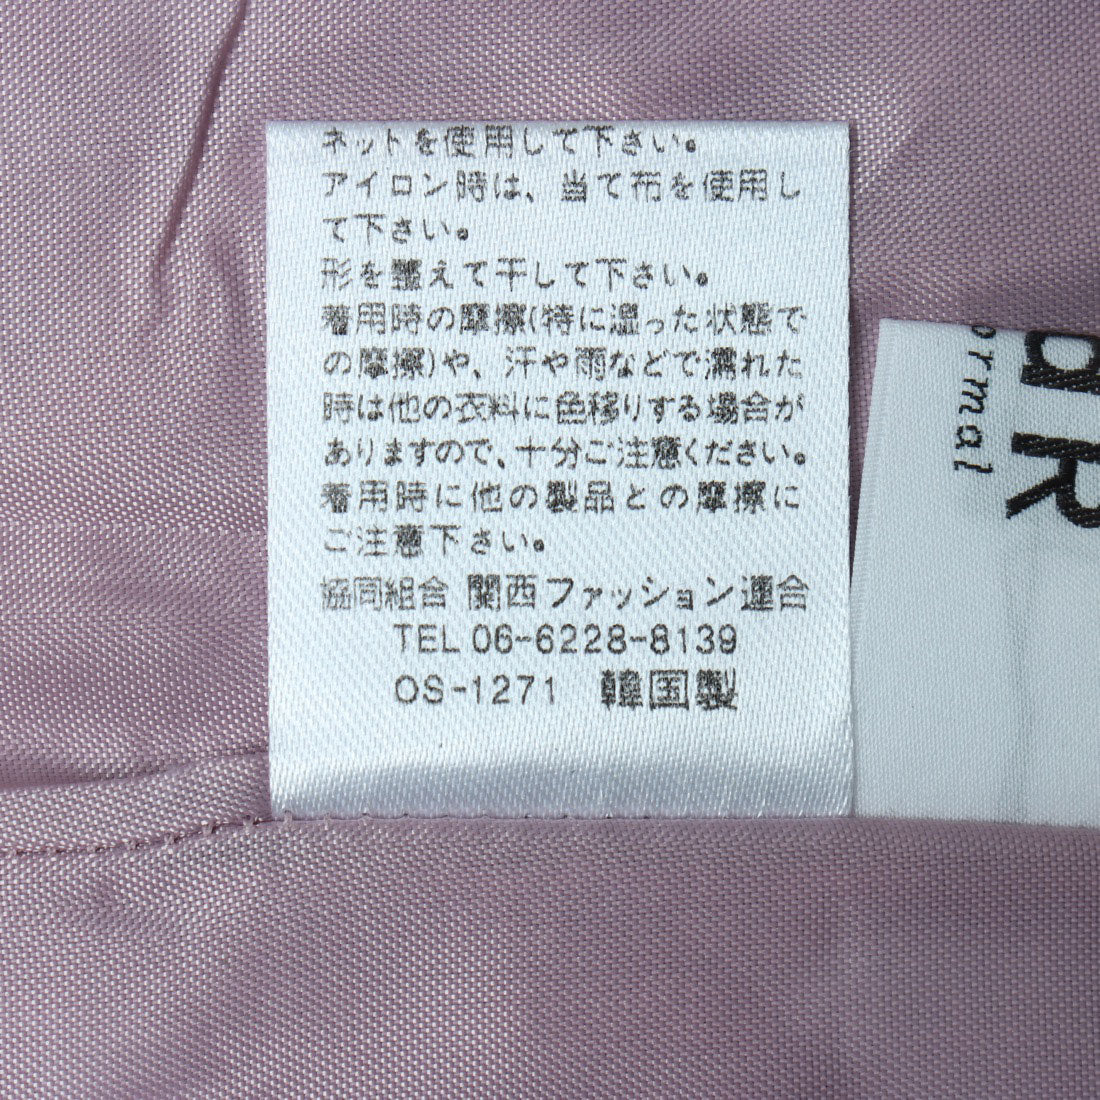 ネットを使用して下さい。
アイロン時は、当て布を使用し
て下さい。
形を整えて干して下さい。
着用時の摩擦(特に湿った状態で
の摩擦)や、汗や雨などで濡れた
時は他の衣料に色移りする場合が
ありますので、十分ご注意ください。
着用時に他の製品との摩擦に
ご注意下さい。
協同組合 関西ファッション連合
TEL 06-6228-8139
OS-1271 韓国製
aR
ormal